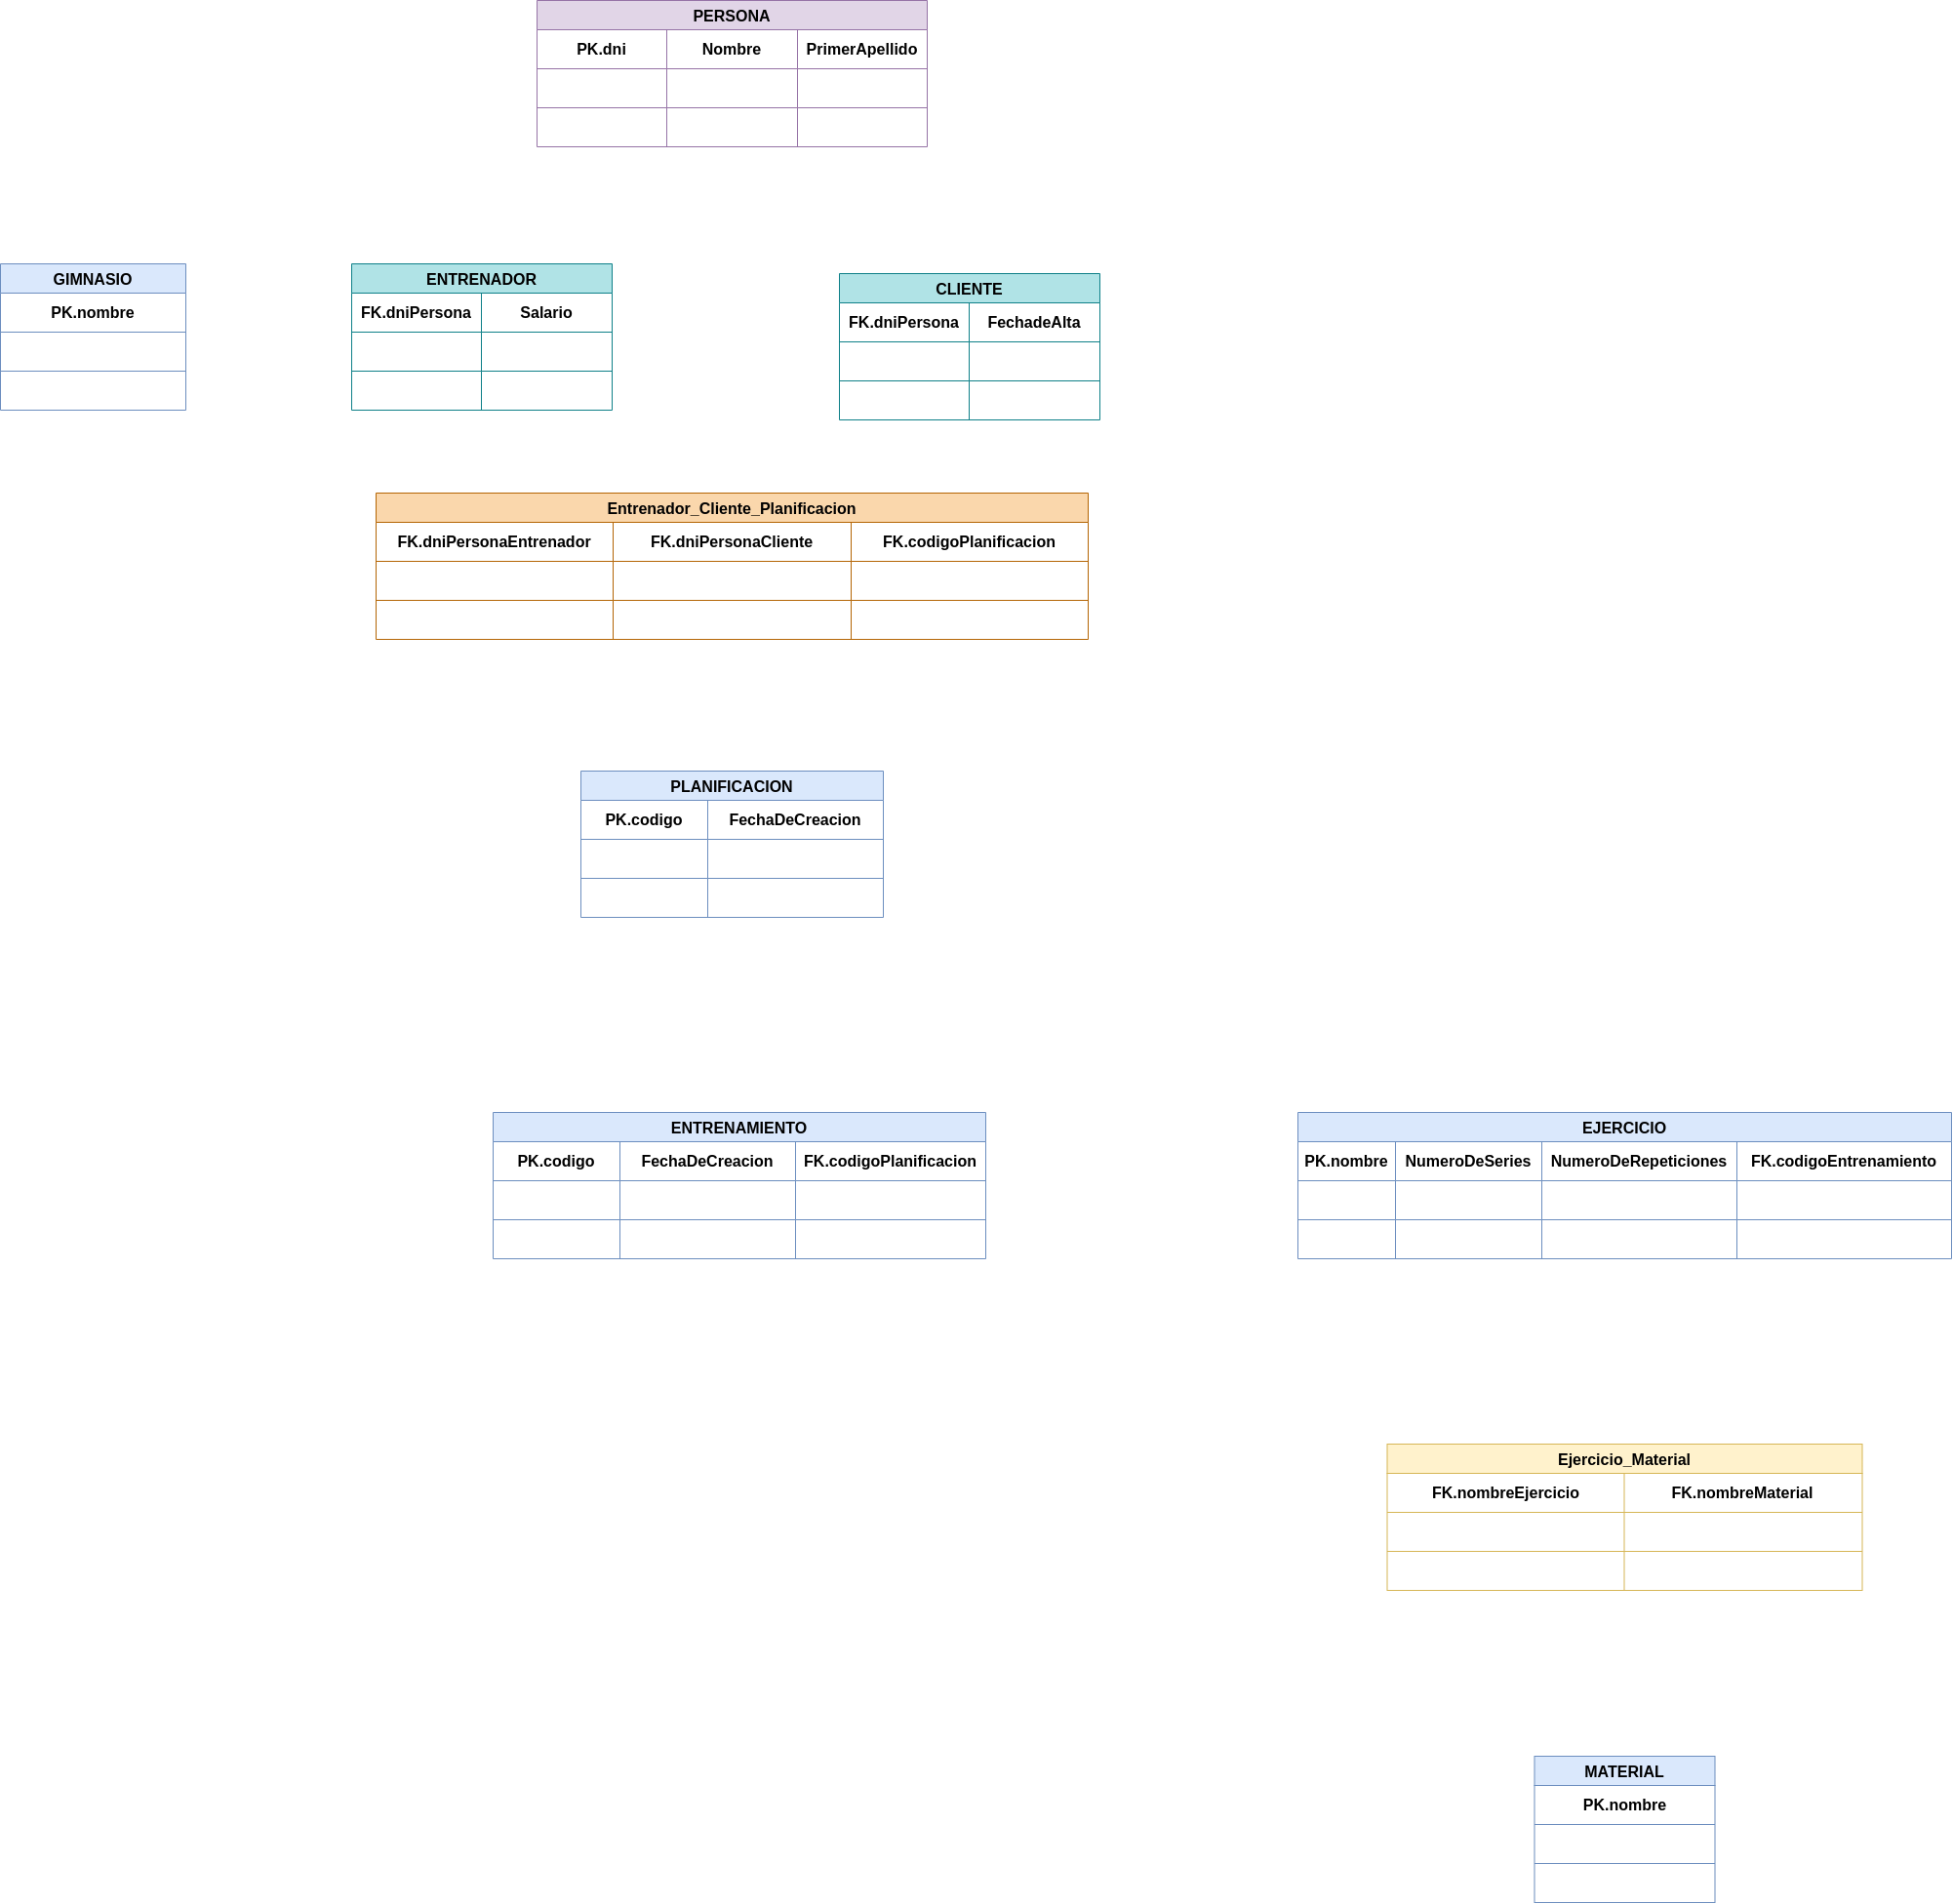 PERSONA
PK.dni Nombre PrimerApellido
GIMNASIO
PK.nombre
ENTRENADOR
FK.dniPersona Salario
CLIENTE
FK.dniPersona FechadeAlta
Entrenador_Cliente_Planificacion
FK.dniPersonaEntrenador FK.dniPersonaCliente FK.codigoPlanificacion
PLANIFICACION
PK.codigo FechaDeCreacion
ENTRENAMIENTO
PK.codigo FechaDeCreacion FK.codigoPlanificacion
EJERCICIO
PK.nombre NumeroDeSeries NumeroDeRepeticiones FK.codigoEntrenamiento
Ejercicio_Material
FK.nombreEjercicio FK.nombreMaterial
MATERIAL
PK.nombre